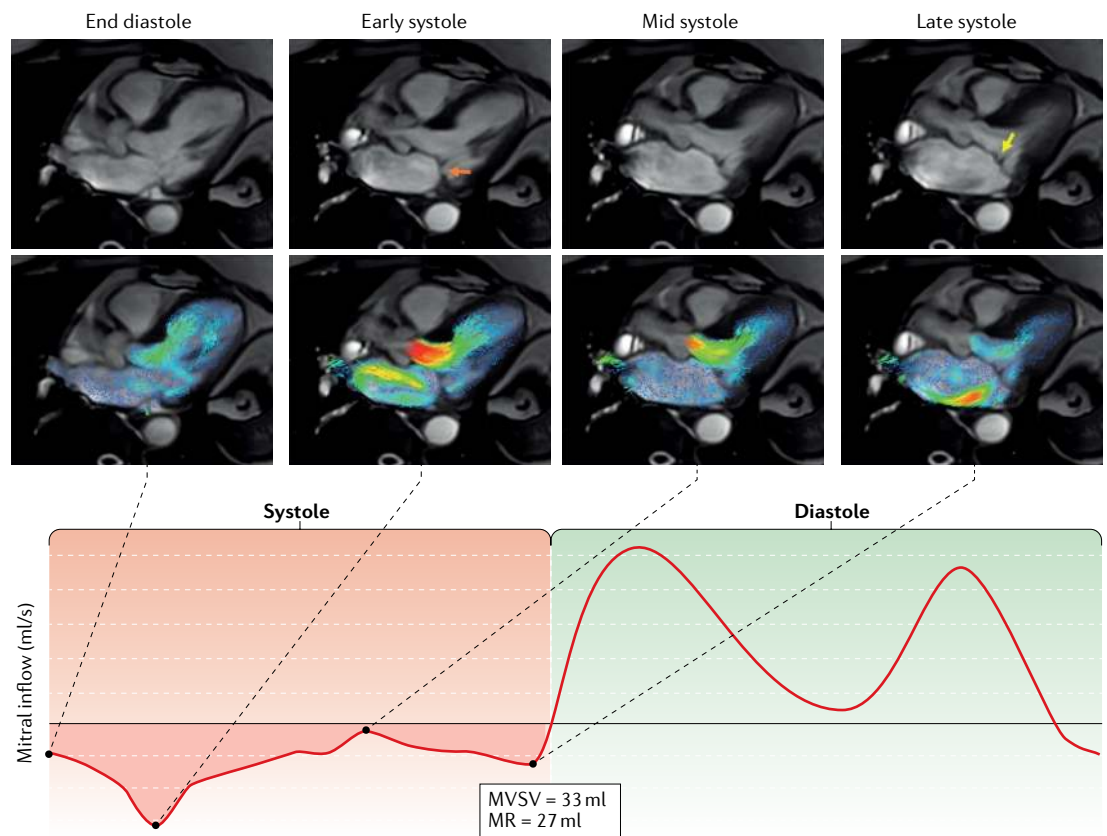 End diastole
Early systole
Mid systole
Late systole
Systole
Diastole
Mitral inflow (ml/s)
MVSV = 33 ml
MR = 27 ml